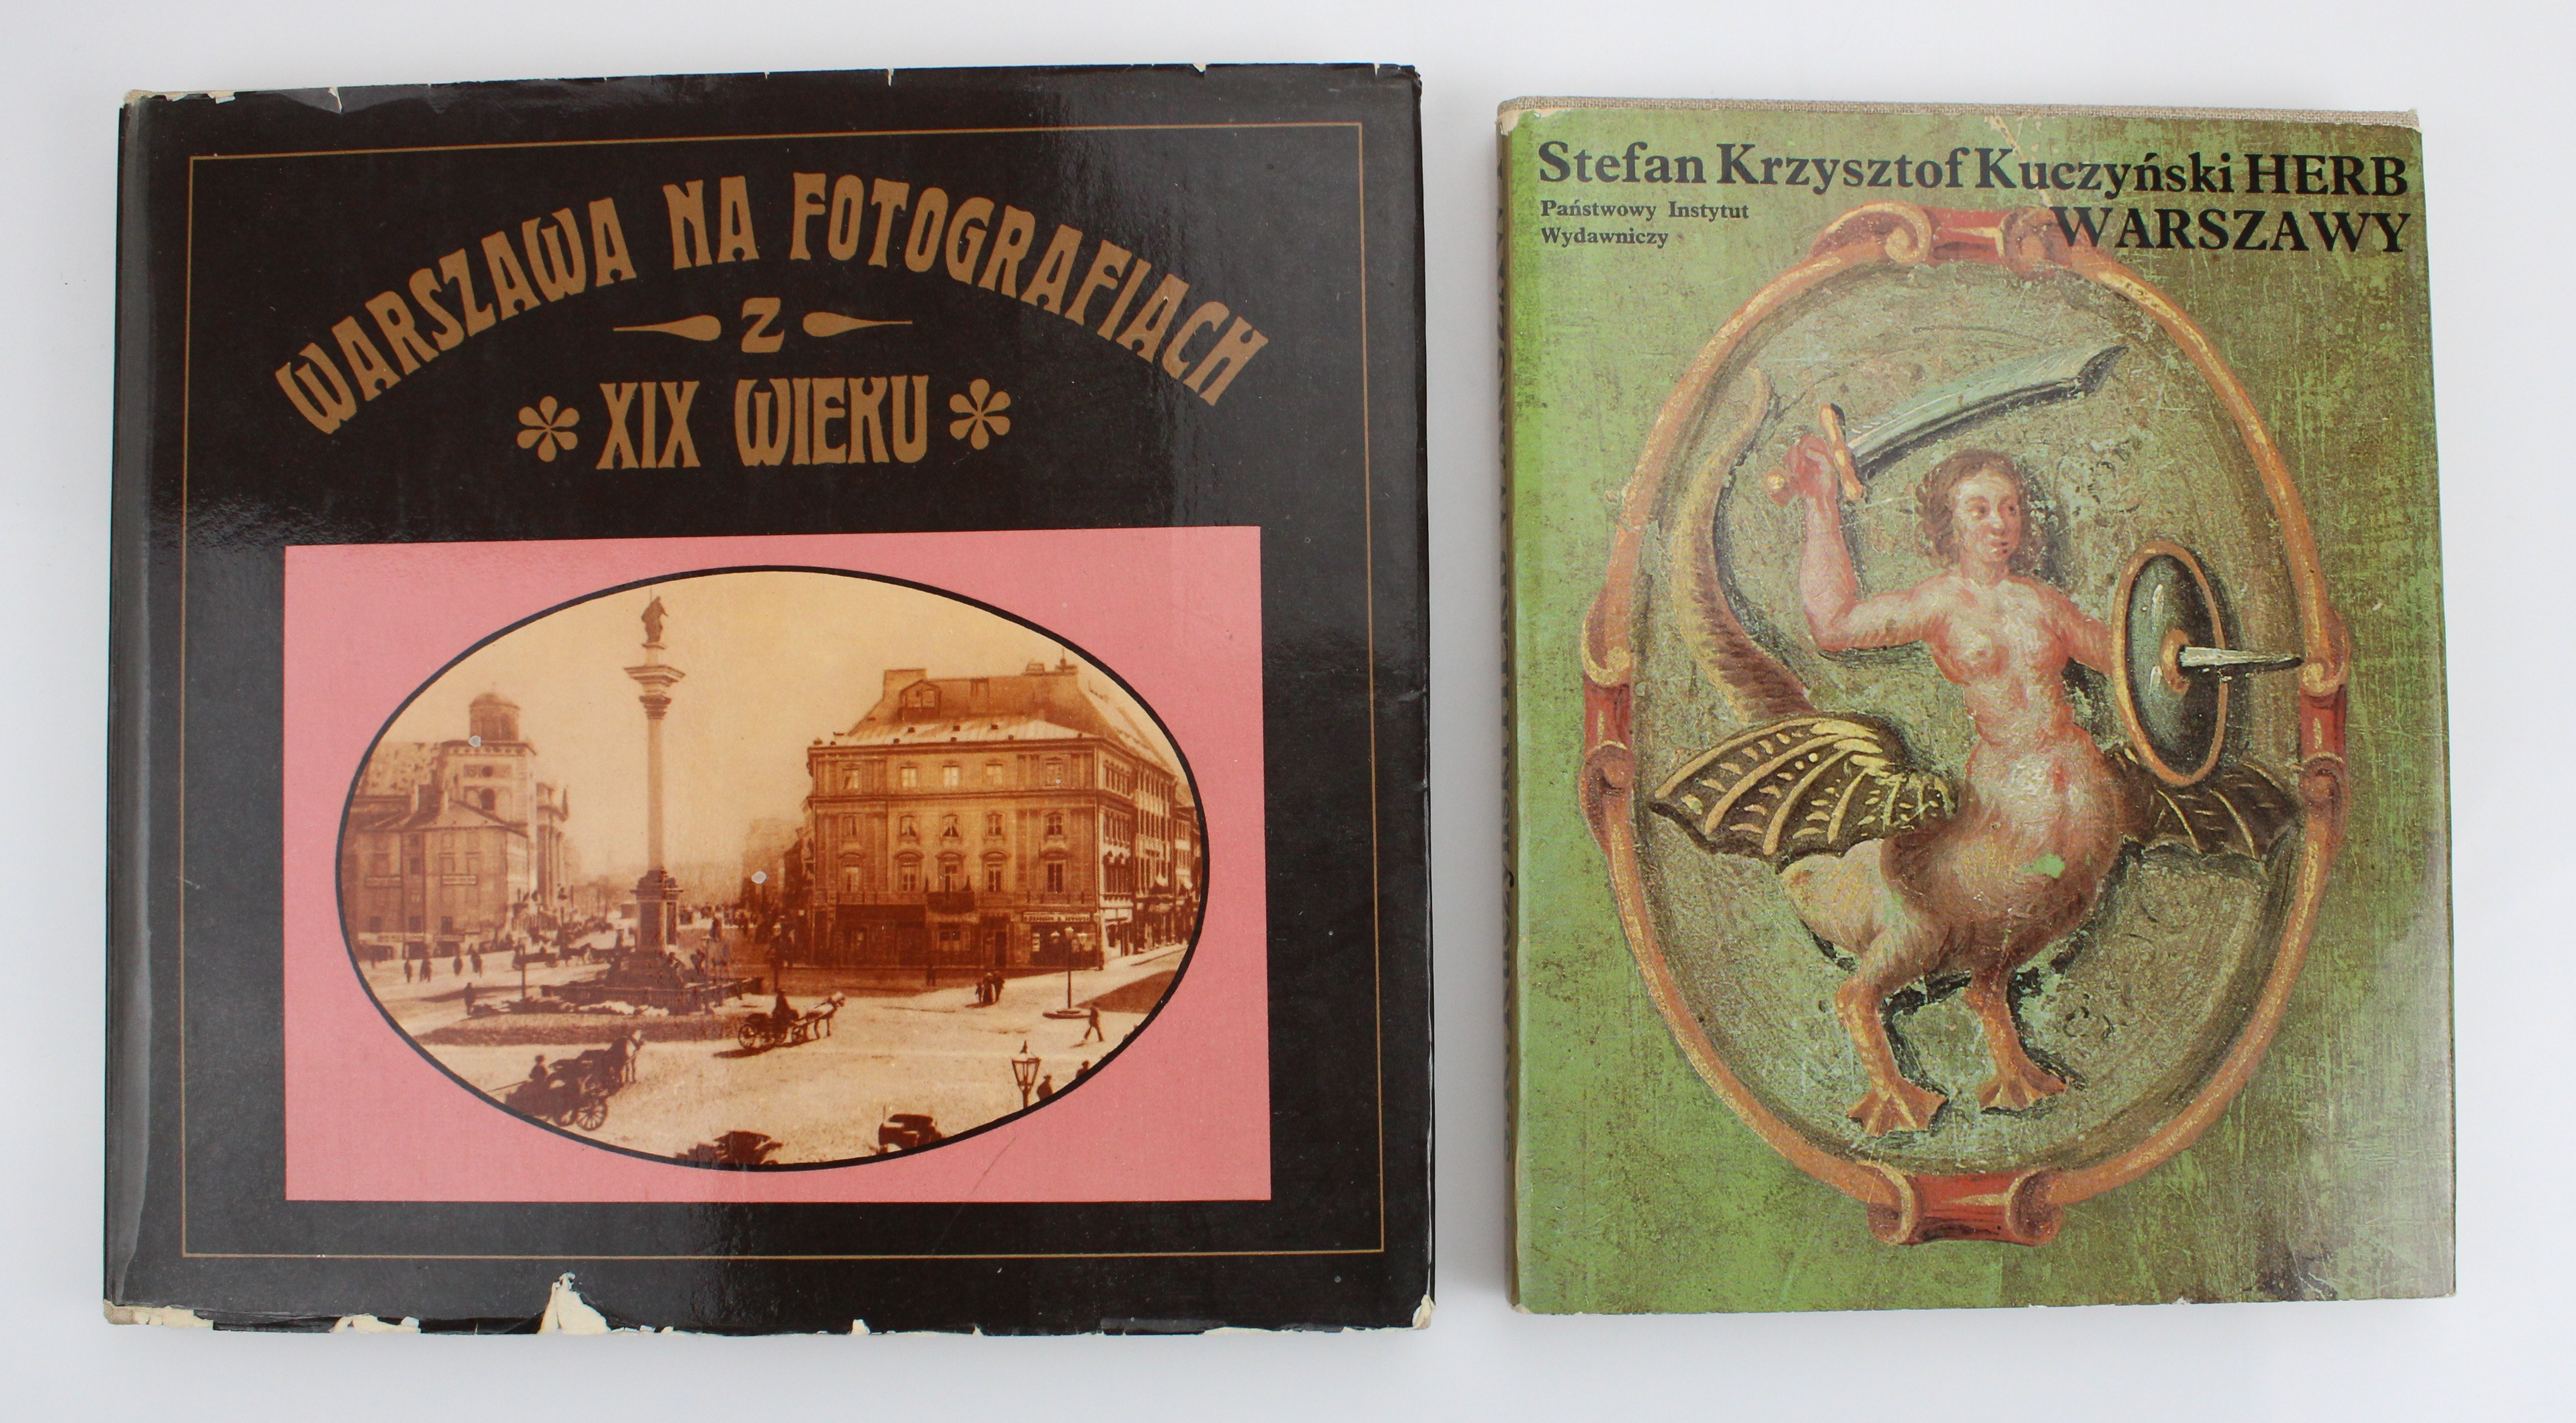 WARSZAWA NA FOTOGRAFIACH
Z
XIX WIEKU
Stefan Krzysztof Kuczyński HERB
WARSZAWY
Państwowy Instytut
Wydawniczy